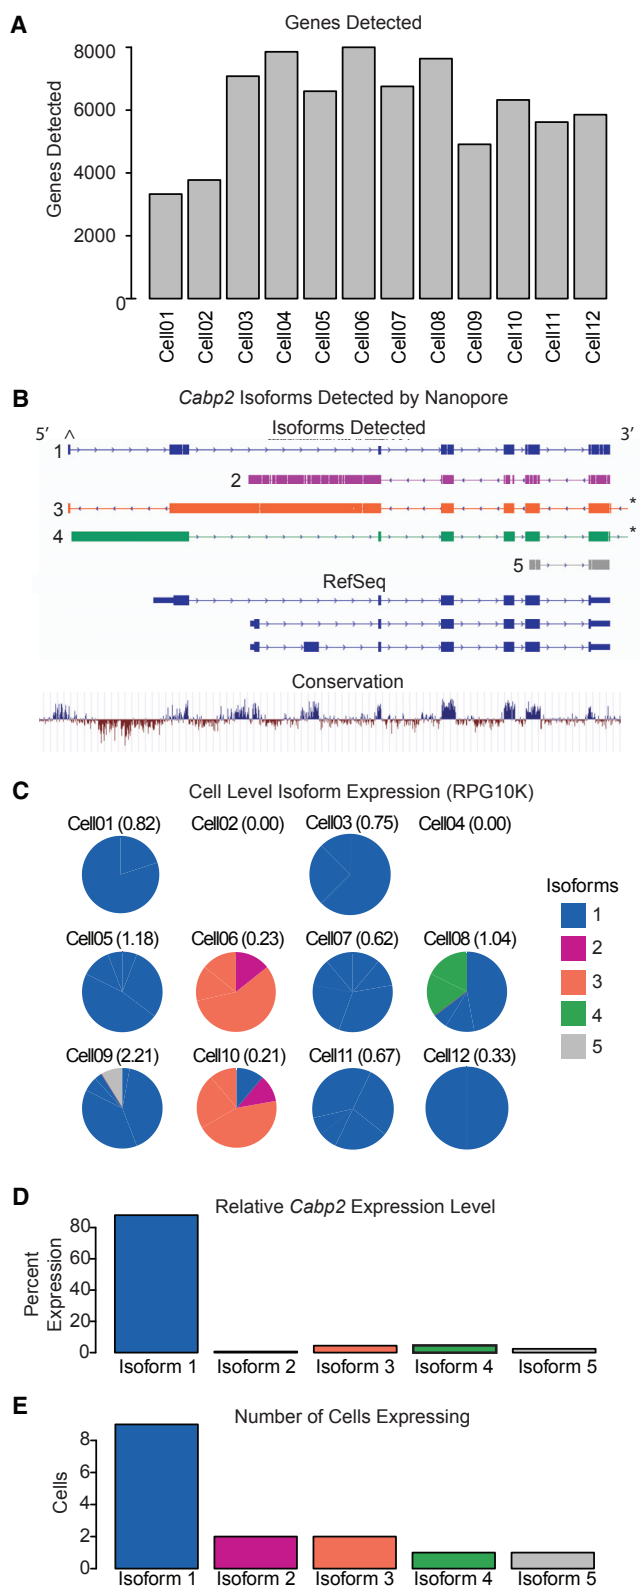 A
Genes Detected
Genes Detected
8000
6000
4000
2000
0
Cell01
Cell02
Cell03
Cell04
Cell05
Cell06
Cell07
Cell08
Cell09
Cell10
Cell11
Cell12
B
Cabp2 Isoforms Detected by Nanopore
Isoforms Detected
5’ ^ 3’
1
2
3 *
4 *
5
RefSeq
Conservation
C
Cell Level Isoform Expression (RPG10K)
Cell01 (0.82) Cell02 (0.00) Cell03 (0.75) Cell04 (0.00)
Cell05 (1.18) Cell06 (0.23) Cell07 (0.62) Cell08 (1.04)
Cell09 (2.21) Cell10 (0.21) Cell11 (0.67) Cell12 (0.33)
Isoforms
1
2
3
4
5
D
Relative Cabp2 Expression Level
Percent
Expression
80
60
40
20
0
Isoform 1 Isoform 2 Isoform 3 Isoform 4 Isoform 5
E
Number of Cells Expressing
Cells
8
6
4
2
0
Isoform 1 Isoform 2 Isoform 3 Isoform 4 Isoform 5